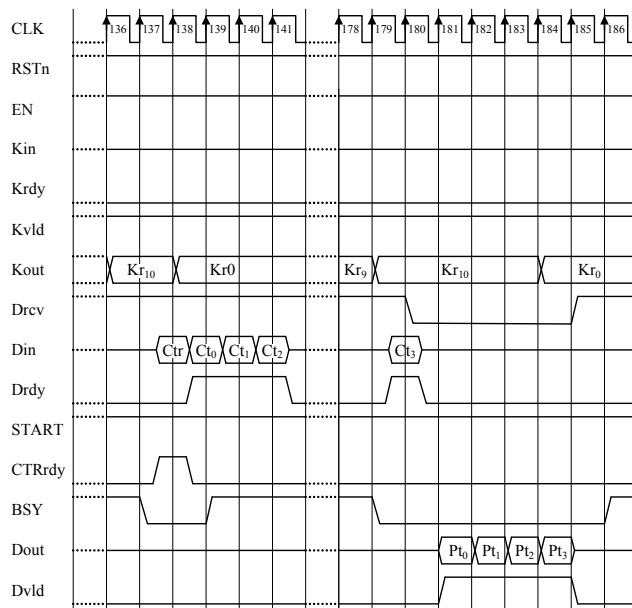 CLK 136 137 138 139 140 141 178 179 180 181 182 183 184 185 186
RSTn
EN
Kin
Krdy
Kvld
Kout Kr10 Kr0 Kr9 Kr10 Kr0
Drcv
Din Ctr Ct0 Ct1 Ct2 Ct3
Drdy
START
CTRrdy
BSY
Dout Pt0 Pt1 Pt2 Pt3
Dvld